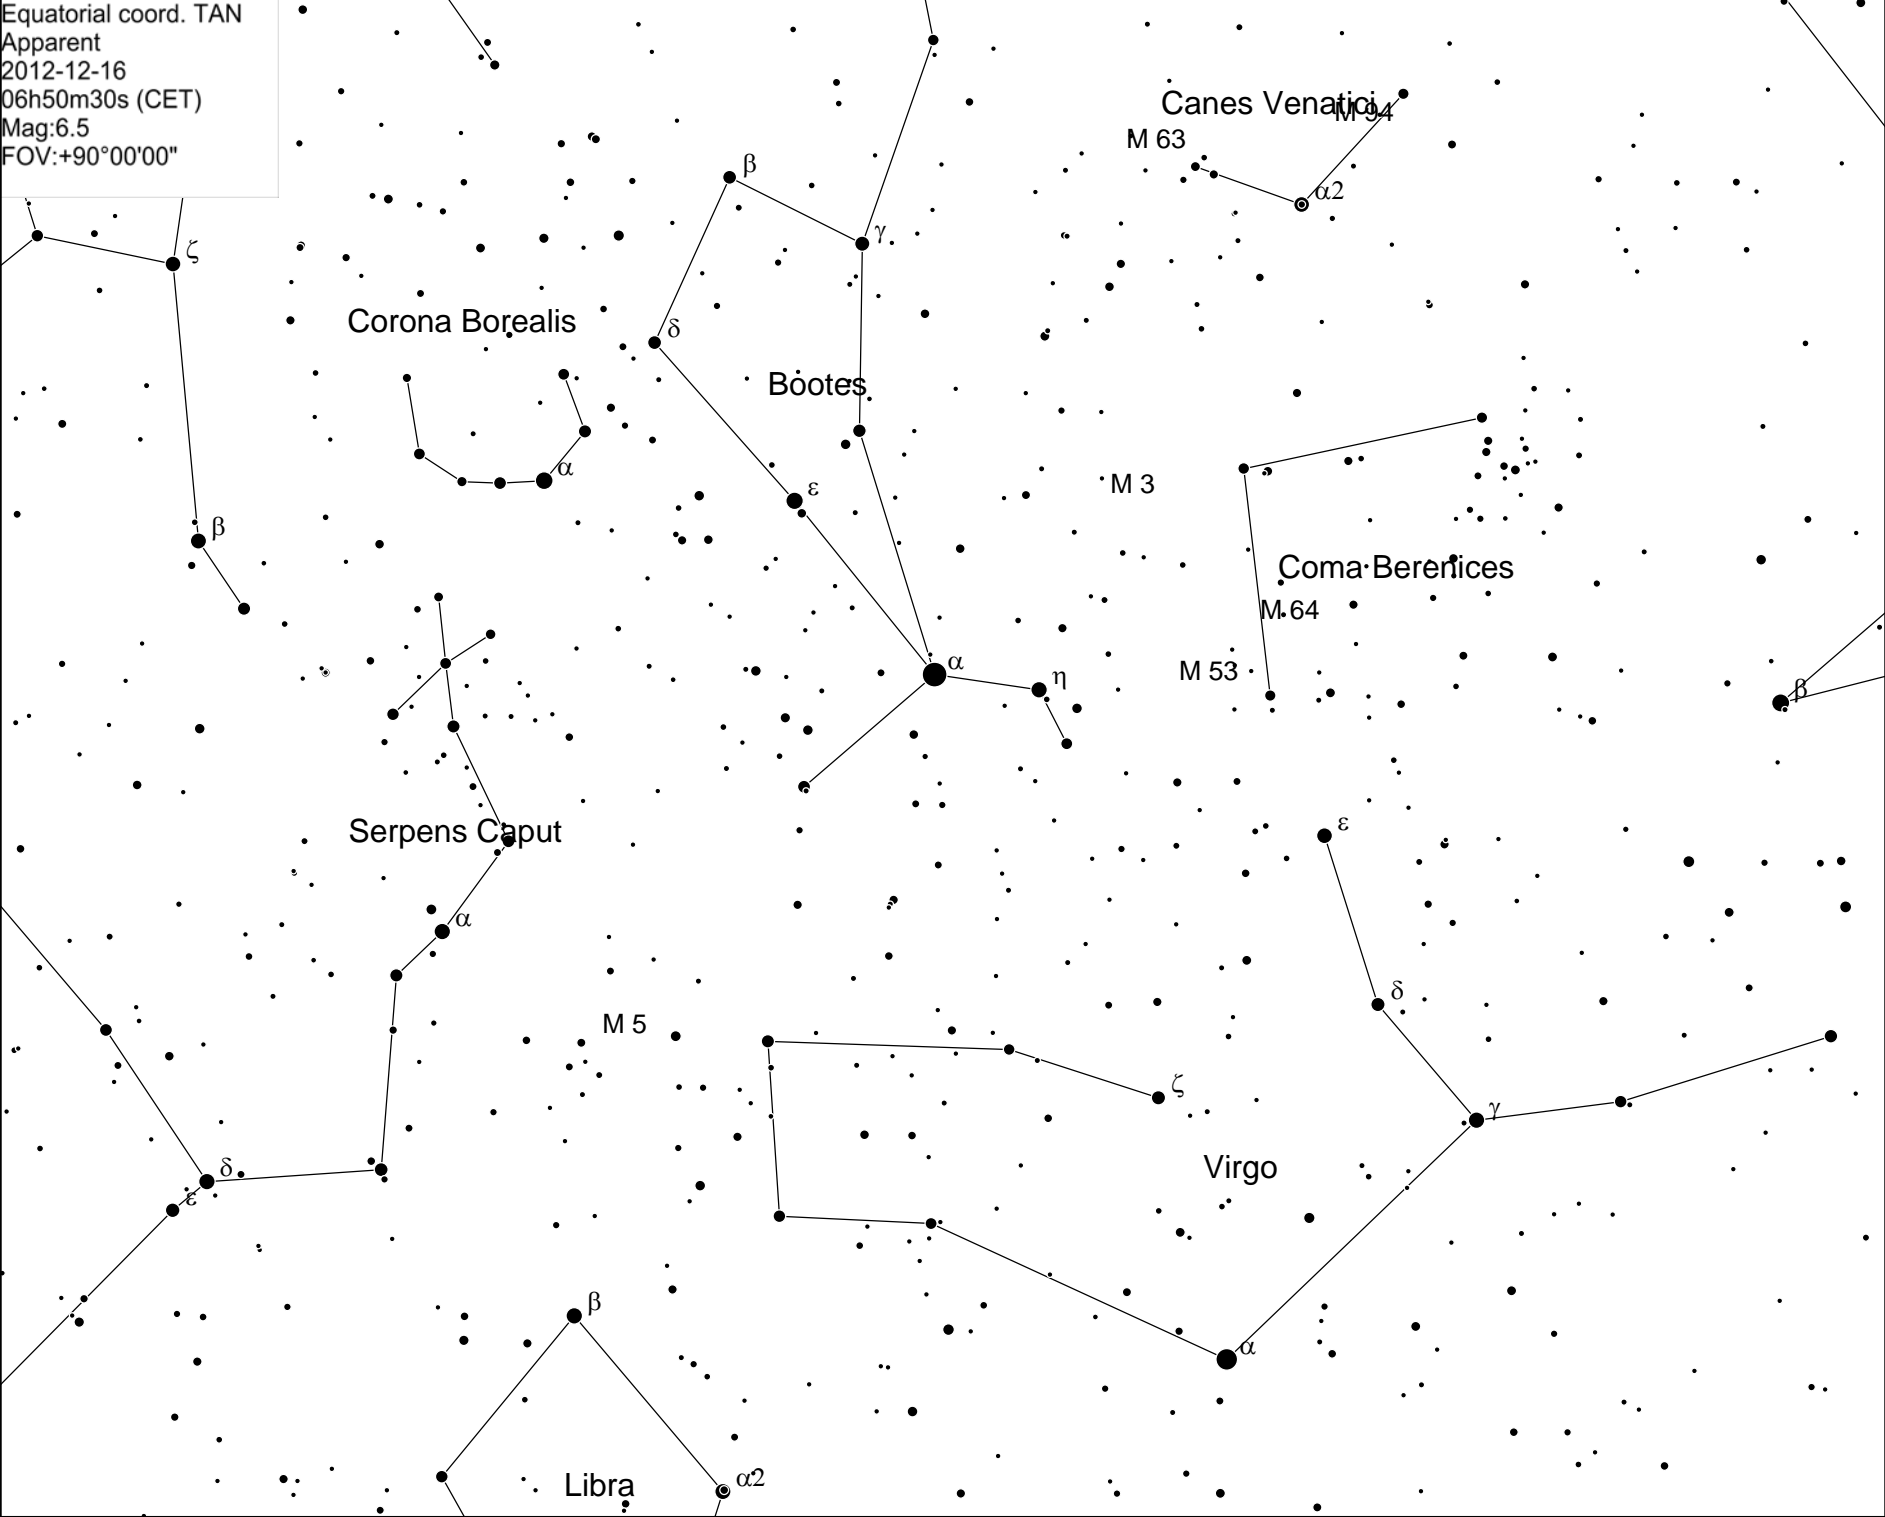 Equatorial coord. TAN
Apparent
2012-12-16
06h50m30s (CET)
Mag:6.5
FOV:+90°00'00"
Canes Venatici
M 94
M 63
α2
β
γ
ζ
Corona Borealis
δ
Bootes
α
ε
M 3
β
Coma Berenices
M 64
α
M 53
η
β
Serpens Caput
ε
α
δ
M 5
ζ
γ
δ
Virgo
ε
β
α
Libra
α2